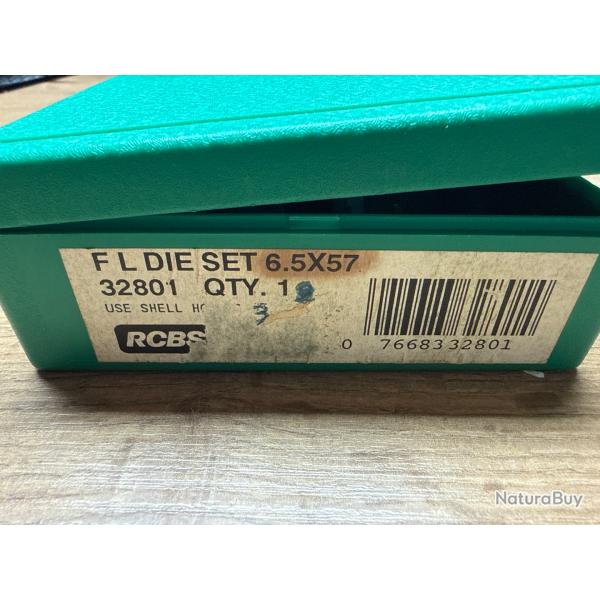 F L DIE SET 6.5X57
32801 QTY. 1
USE SHELL
3
RCBS
0 7668332801
NaturaBuy